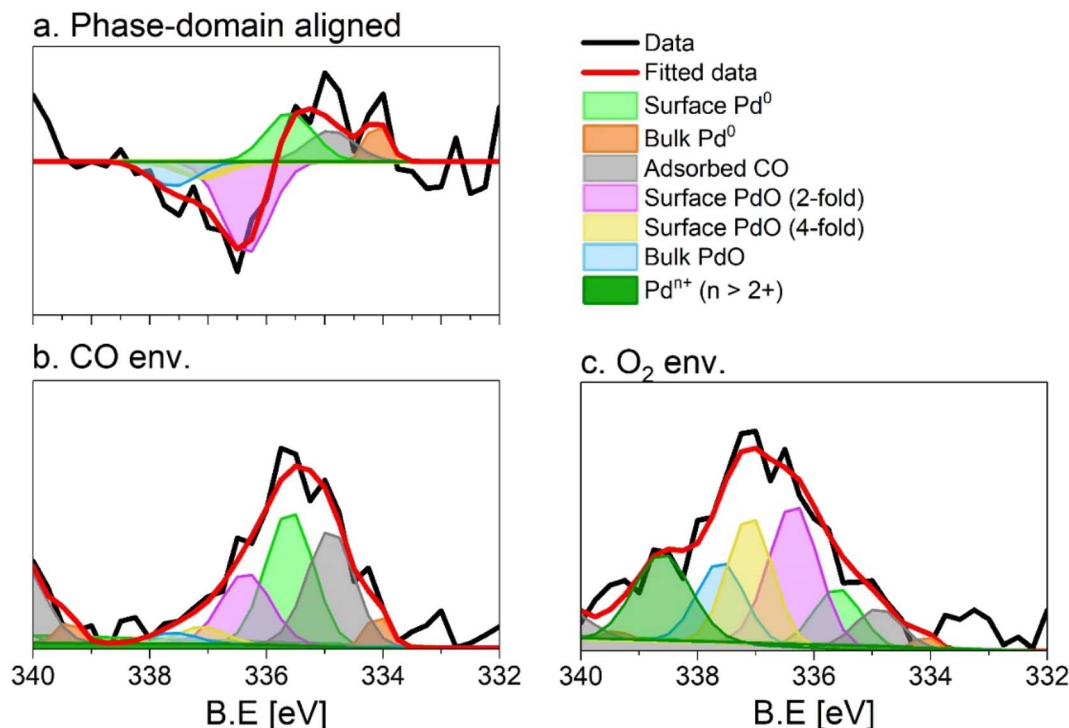 a. Phase-domain aligned
Data
Fitted data
Surface Pd⁰
Bulk Pd⁰
Adsorbed CO
Surface PdO (2-fold)
Surface PdO (4-fold)
Bulk PdO
Pdⁿ⁺ (n > 2+)
b. CO env.
c. O₂ env.
340 338 336 334 332
340 338 336 334 332
B.E [eV]
B.E [eV]